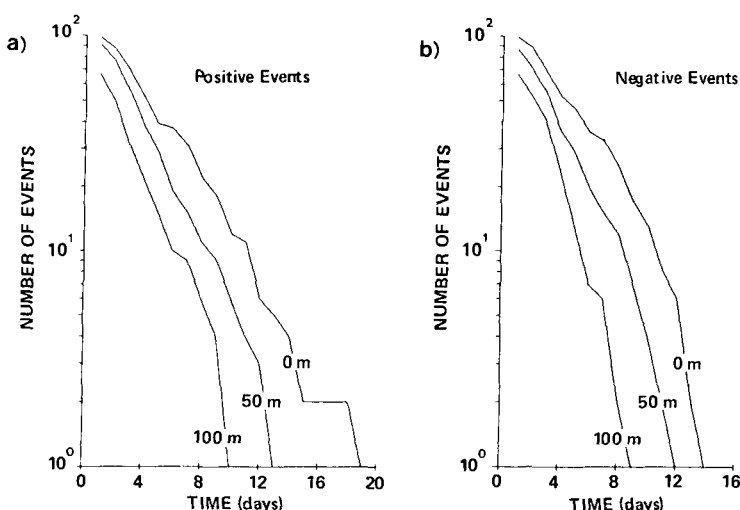 a)
10²
Positive Events
NUMBER OF EVENTS
10¹
0 m
50 m
100 m
10⁰
0 4 8 12 16 20
TIME (days)
b)
10²
Negative Events
NUMBER OF EVENTS
10¹
0 m
50 m
100 m
10⁰
0 4 8 12 16
TIME (days)